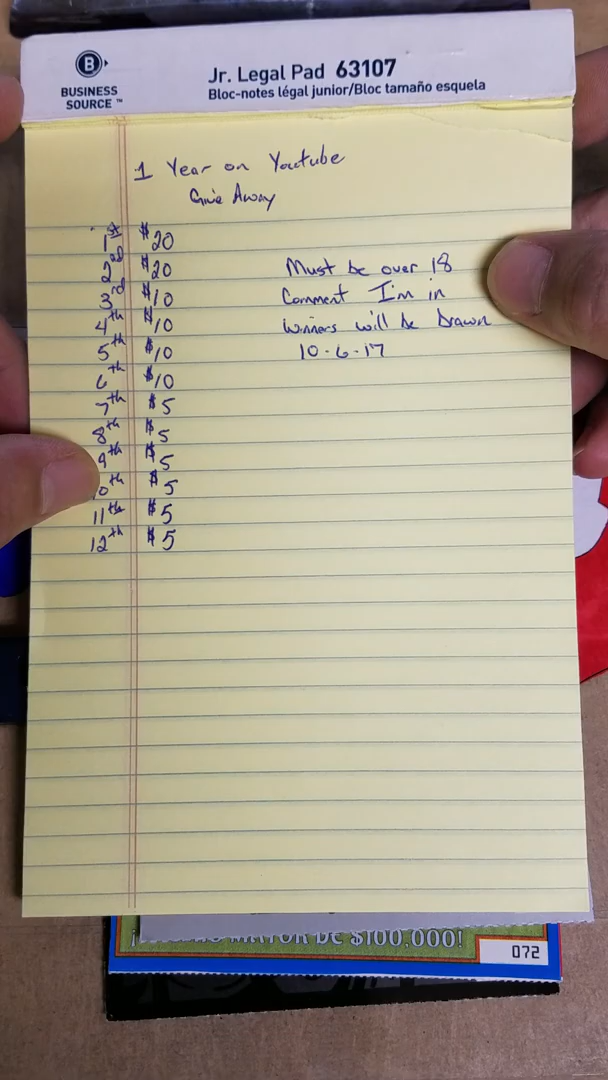 B
BUSINESS
SOURCE ™
Jr. Legal Pad 63107
Bloc-notes légal junior/Bloc tamaño esquela
1 Year on Youtube
Give Away
1st $20
2nd $20
3rd $10
4th $10
5th $10
6th $10
7th $5
8th $5
9th $5
10th $5
11th $5
12th $5
Must be over 18
Comment I'm in
winners will be Drawn
10-6-17
MAYOR DE $100,000!
072